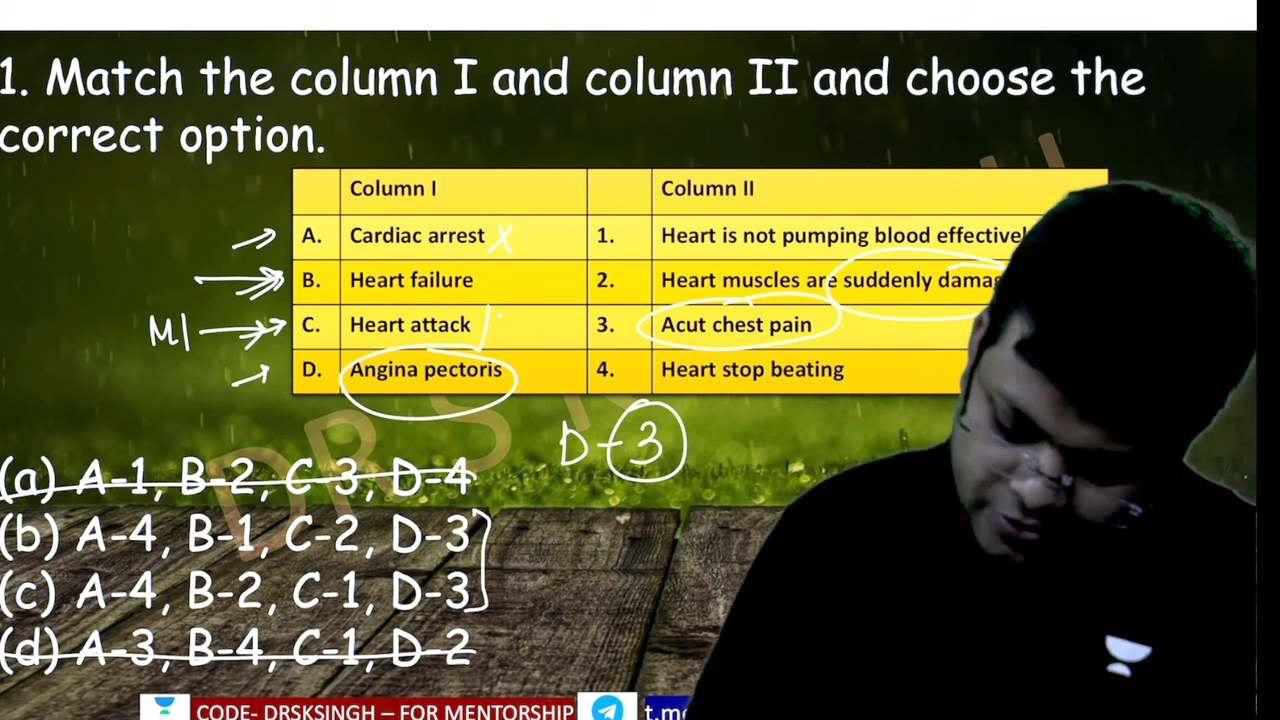 1. Match the column I and column II and choose the
correct option.
Column I Column II
A. Cardiac arrest X 1. Heart is not pumping blood
B. Heart failure 2. Heart muscles are suddenly
MI C. Heart attack 3. Acut chest pain
D. Angina pectoris 4. Heart stop beating
D-3
(a) A-1, B-2, C-3, D-4
(b) A-4, B-1, C-2, D-3
(c) A-4, B-2, C-1, D-3
(d) A-3, B-4, C-1, D-2
DR S
CODE- DRSKSINGH – FOR MENTORSHIP